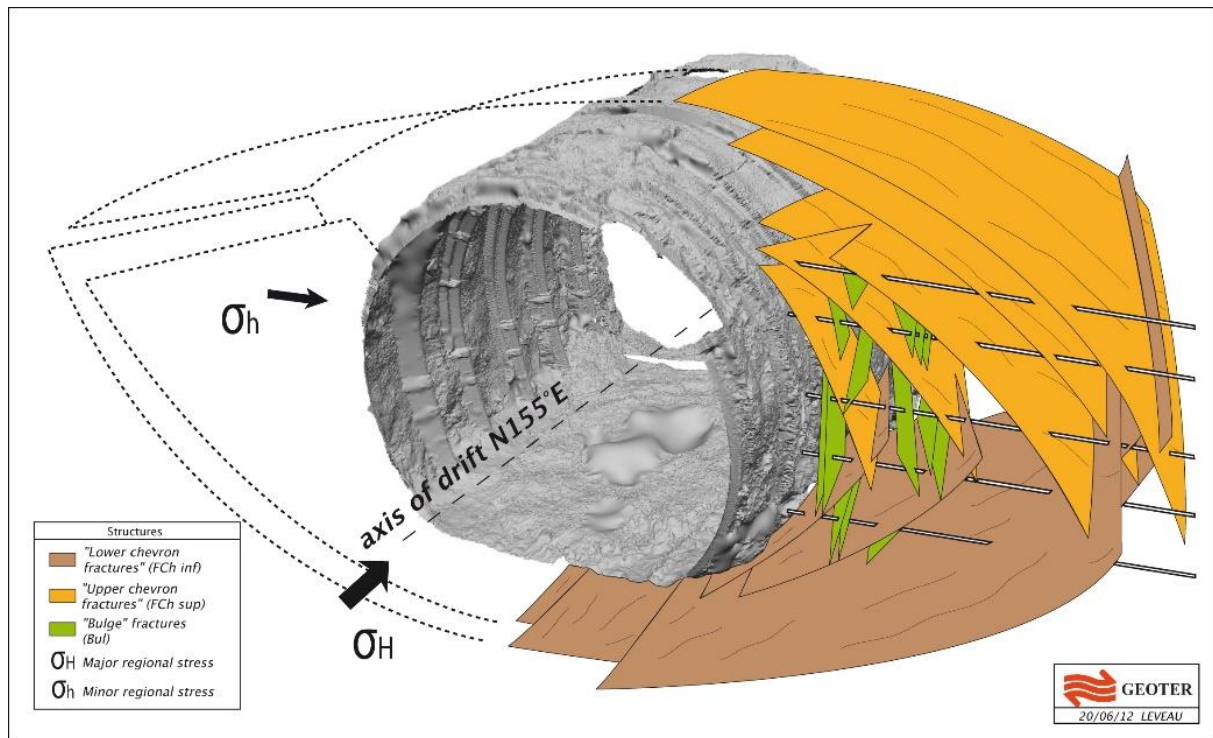 σh
axis of drift N155°E
σH
Structures
"Lower chevron
fractures" (FCh inf)
"Upper chevron
fractures" (FCh sup)
"Bulge" fractures
(Bul)
σH Major regional stress
σh Minor regional stress
GEOTER
20/06/12 LEVEAU